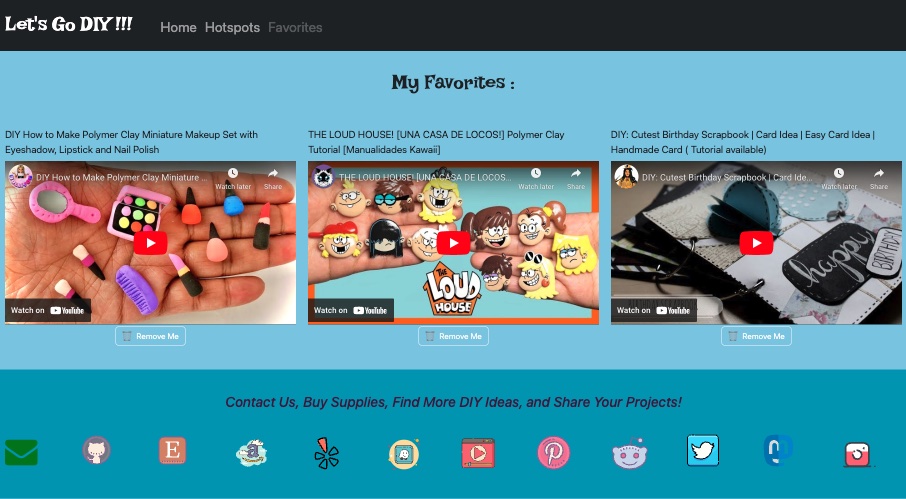 Let's Go DIY !!!
Home Hotspots Favorites
My Favorites :
DIY How to Make Polymer Clay Miniature Makeup Set with
Eyeshadow, Lipstick and Nail Polish
DIY How to Make Polymer Clay Miniature ...
Watch later
Share
Watch on YouTube
Remove Me
THE LOUD HOUSE! [UNA CASA DE LOCOS!] Polymer Clay
Tutorial [Manualidades Kawaii]
THE LOUD HOUSE! [UNA CASA DE LOCOS...
Watch later
Share
THE
LOUD
HOUSE
Watch on YouTube
Remove Me
DIY: Cutest Birthday Scrapbook | Card Idea | Easy Card Idea |
Handmade Card ( Tutorial available)
DIY: Cutest Birthday Scrapbook | Card Ide...
Watch later
Share
happy
BIRTHDAY
Watch on YouTube
Remove Me
Contact Us, Buy Supplies, Find More DIY Ideas, and Share Your Projects!
E
a